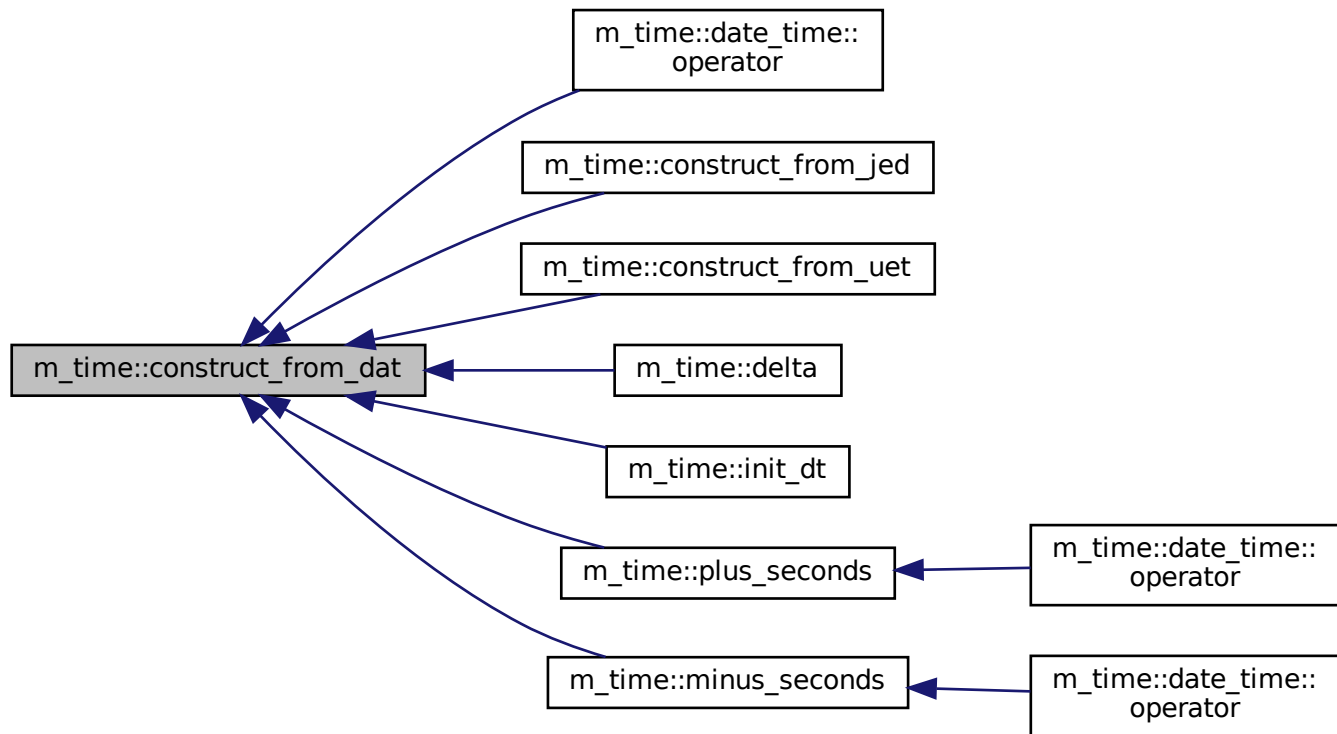 m_time::date_time::
operator
m_time::construct_from_jed
m_time::construct_from_uet
m_time::construct_from_dat
m_time::delta
m_time::init_dt
m_time::plus_seconds
m_time::date_time::
operator
m_time::minus_seconds
m_time::date_time::
operator